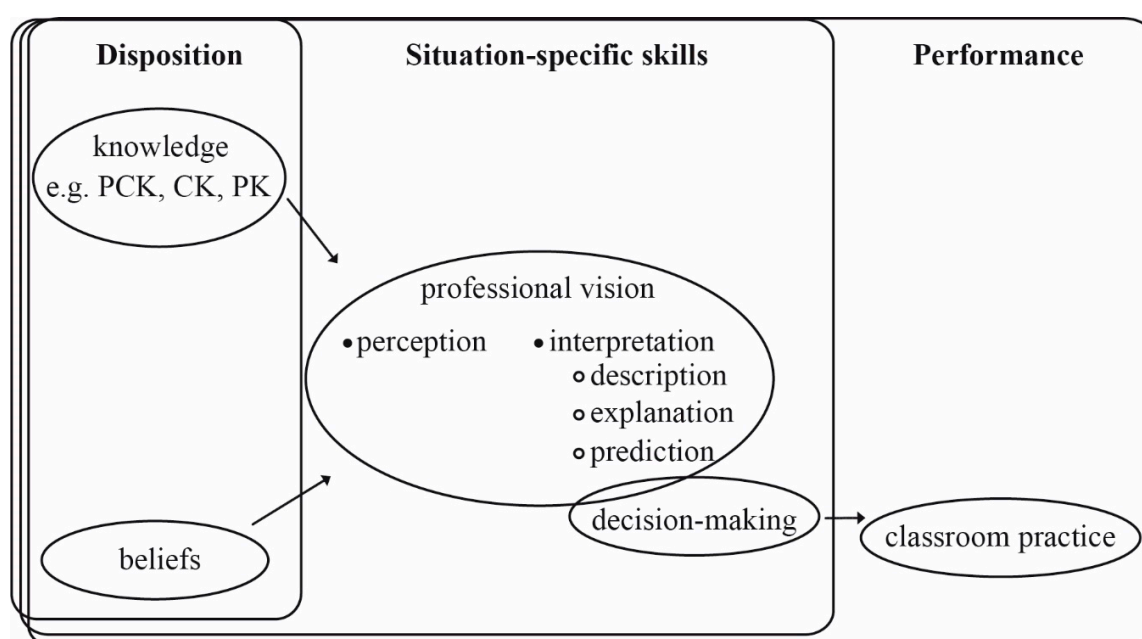 Disposition
Situation-specific skills
Performance
knowledge
e.g. PCK, CK, PK
professional vision
•perception
•interpretation
description
explanation
prediction
decision-making
beliefs
classroom practice